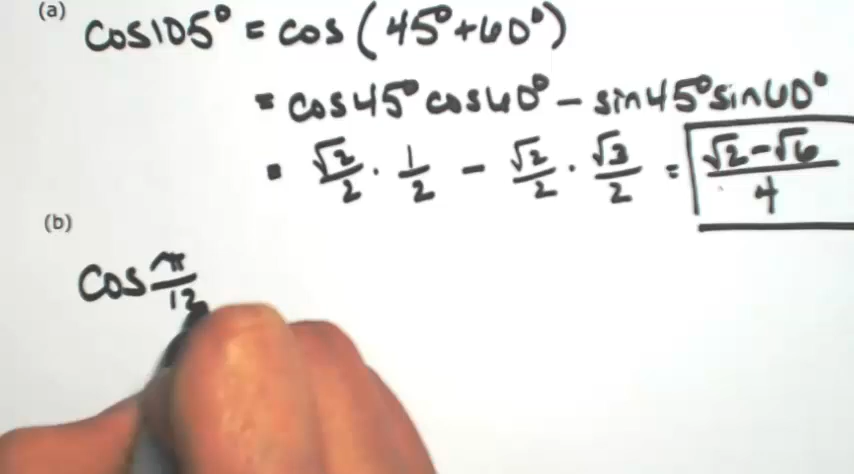 (a) cos105° = cos(45°+60°)
= cos45°cos60° - sin45°sin60°
= √2/2 · 1/2 - √2/2 · √3/2 = √2-√6/4
(b)
cos π/12